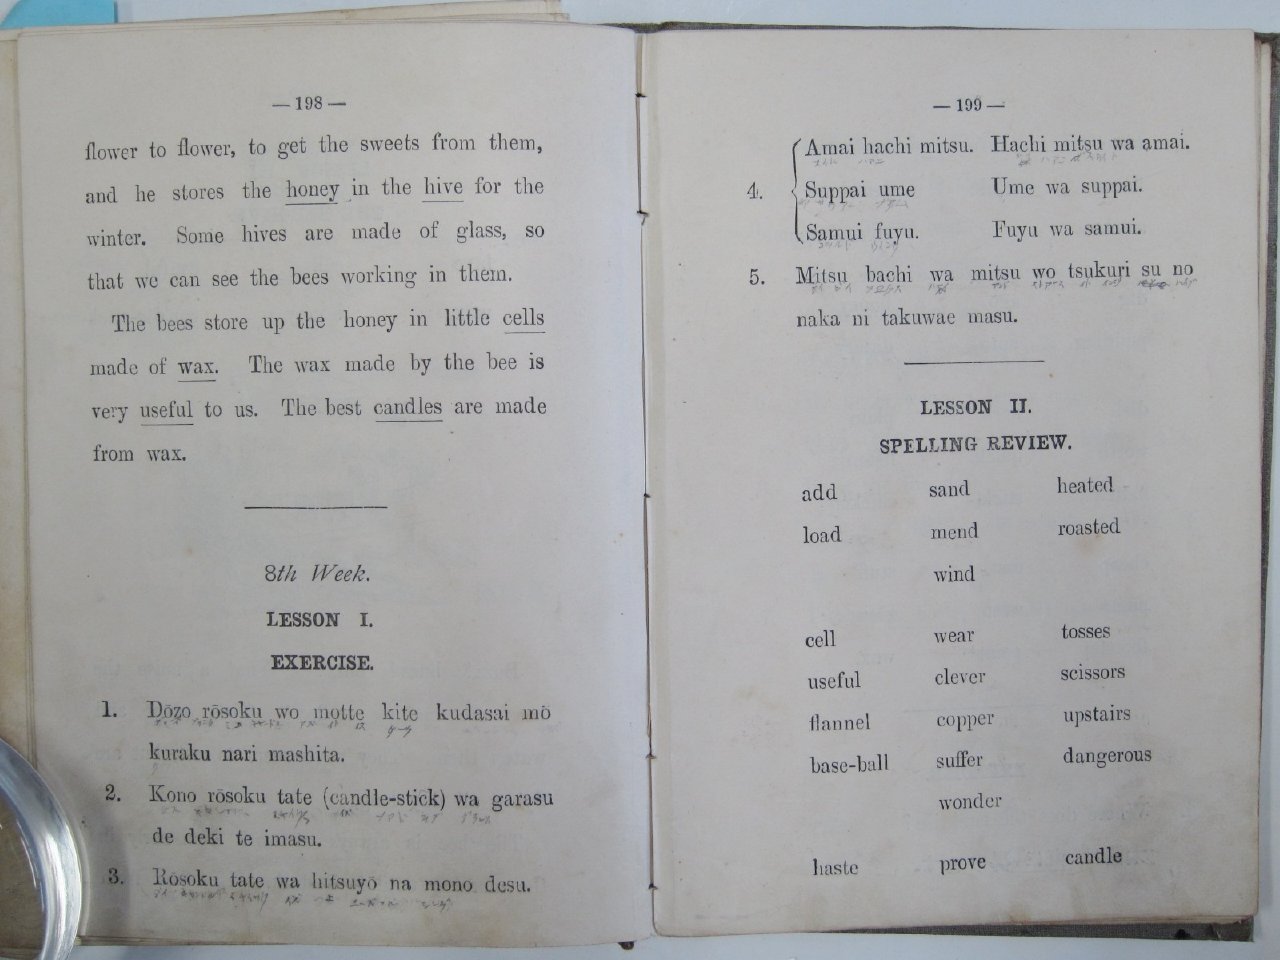 —198—
flower to flower, to get the sweets from them,
and he stores the honey in the hive for the
winter. Some hives are made of glass, so
that we can see the bees working in them.
The bees store up the honey in little cells
made of wax. The wax made by the bee is
very useful to us. The best candles are made
from wax.
8th Week.
LESSON I.
EXERCISE.
1. Dōzo rōsoku wo motte kite kudasai mō
kuraku nari mashita.
2. Kono rōsoku tate (candle-stick) wa garasu
de deki te imasu.
3. Rōsoku tate wa hitsuyō na mono desu.
—199—
4. Amai hachi mitsu. Hachi mitsu wa amai.
Suppai ume Ume wa suppai.
Samui fuyu. Fuyu wa samui.
5. Mitsu bachi wa mitsu wo tsukuri su no
naka ni takuwae masu.
LESSON II.
SPELLING REVIEW.
add sand heated
load mend roasted
wind
cell wear tosses
useful clever scissors
flannel copper upstairs
base-ball suffer dangerous
wonder
haste prove candle